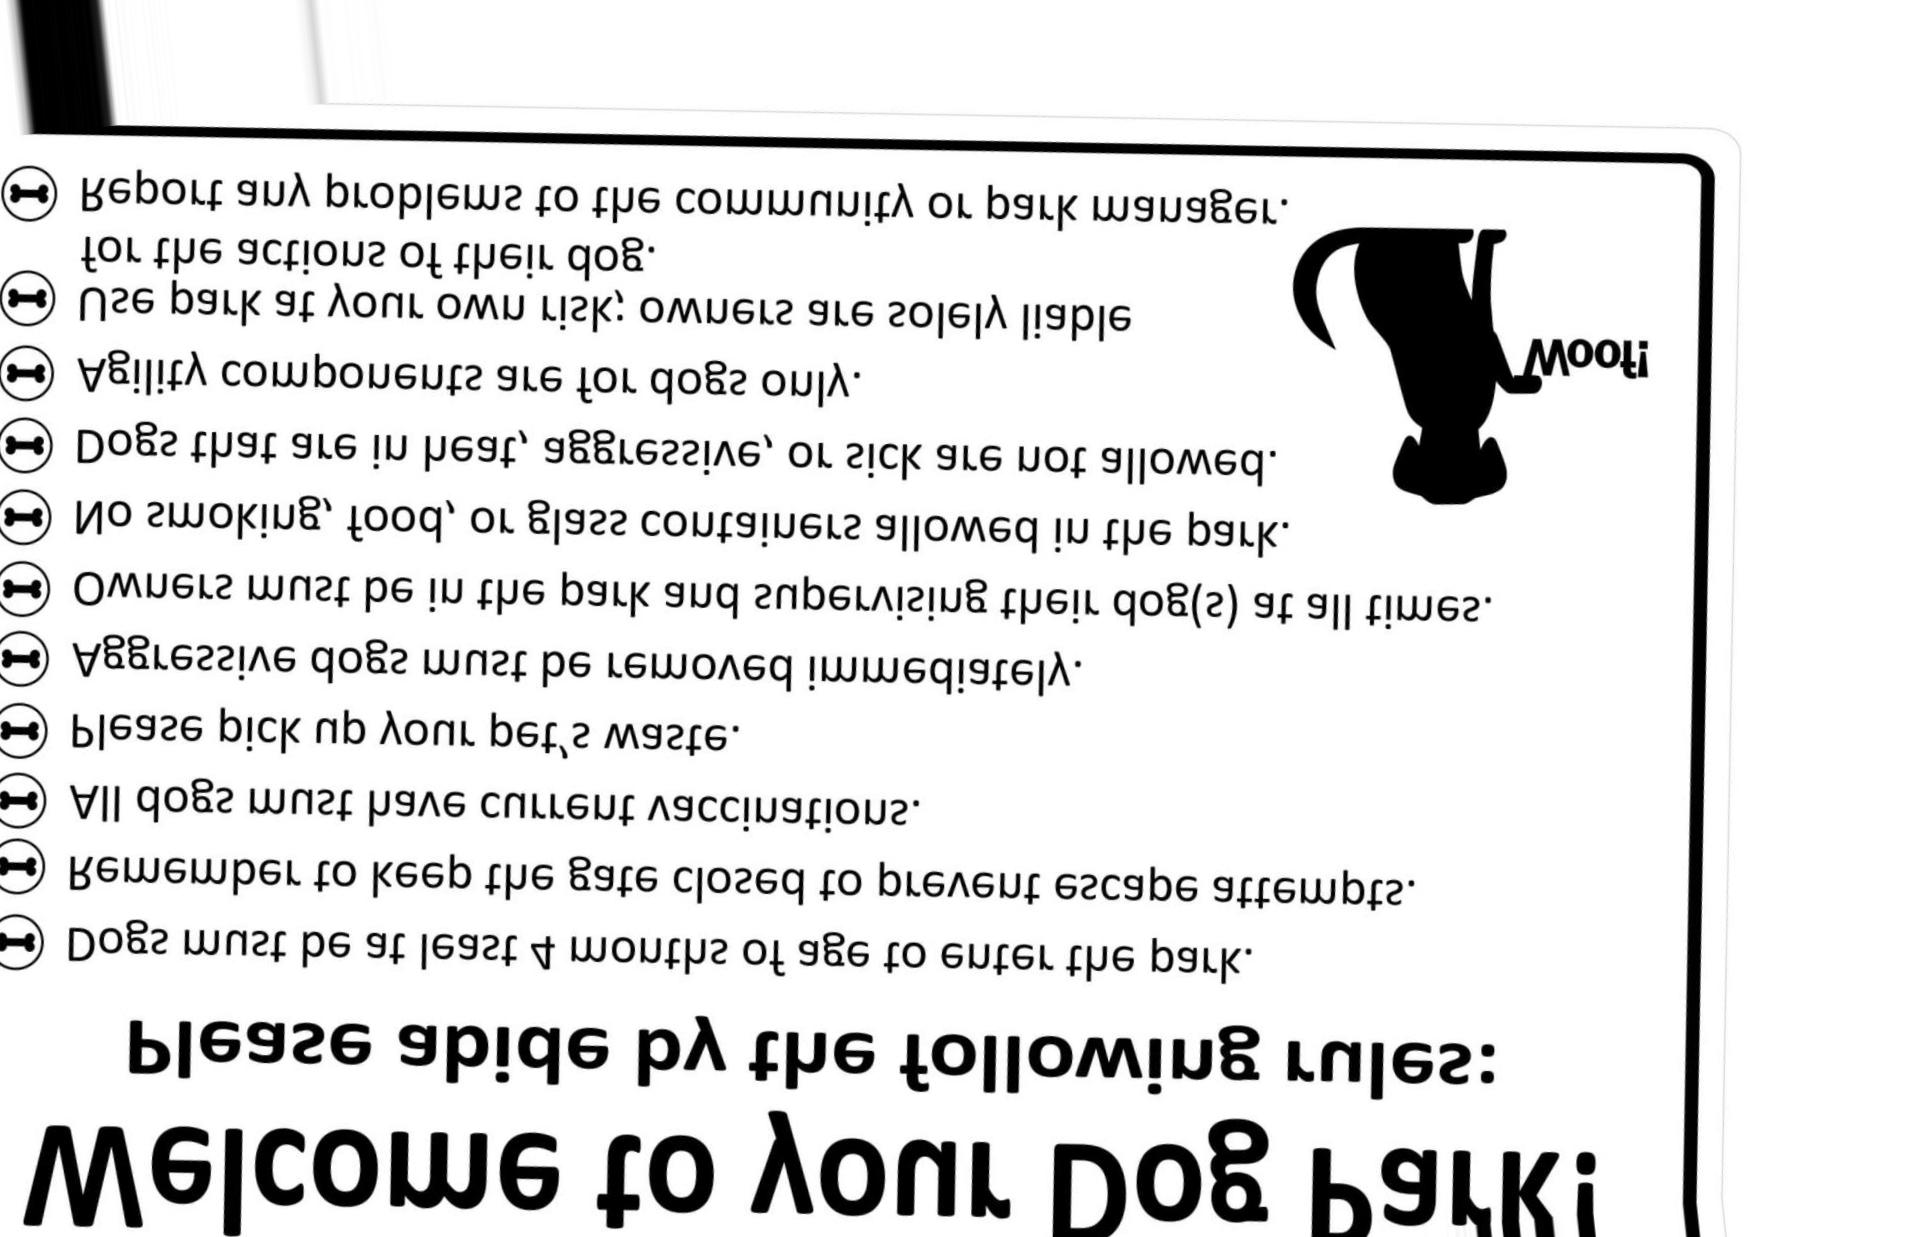 Welcome to your Dog Park!
Please abide by the following rules:
Dogs must be at least 4 months of age to enter the park.
Remember to keep the gate closed to prevent escape attempts.
All dogs must have current vaccinations.
Please pick up your pet's waste.
Aggressive dogs must be removed immediately.
Owners must be in the park and supervising their dog(s) at all times.
No smoking, food, or glass containers allowed in the park.
Dogs that are in heat, aggressive, or sick are not allowed.
Agility components are for dogs only.
Use park at your own risk; owners are solely liable
for the actions of their dog.
Report any problems to the community or park manager.
Woof!